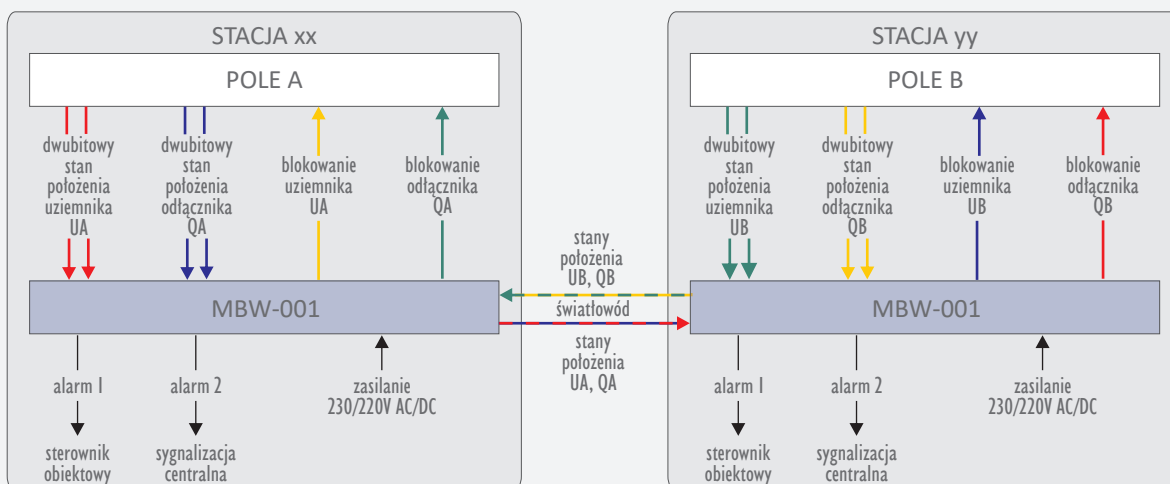 STACJA xx
POLE A
dwubitowy
stan
położenia
uziemnika
UA
dwubitowy
stan
położenia
odłącznika
QA
blokowanie
uziemnika
UA
blokowanie
odłącznika
QA
MBW-001
alarm 1
alarm 2
zasilanie
230/220V AC/DC
sterownik
obiektowy
sygnalizacja
centralna
stany
położenia
UB, QB
światłowód
stany
położenia
UA, QA
STACJA yy
POLE B
dwubitowy
stan
położenia
uziemnika
UB
dwubitowy
stan
położenia
odłącznika
QB
blokowanie
uziemnika
UB
blokowanie
odłącznika
QB
MBW-001
alarm 1
alarm 2
zasilanie
230/220V AC/DC
sterownik
obiektowy
sygnalizacja
centralna